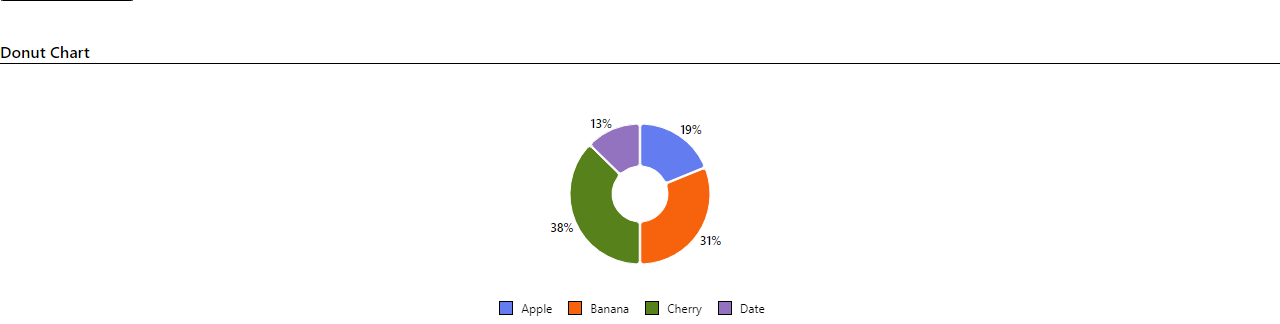 Donut Chart
13%
19%
38%
31%
Apple
Banana
Cherry
Date